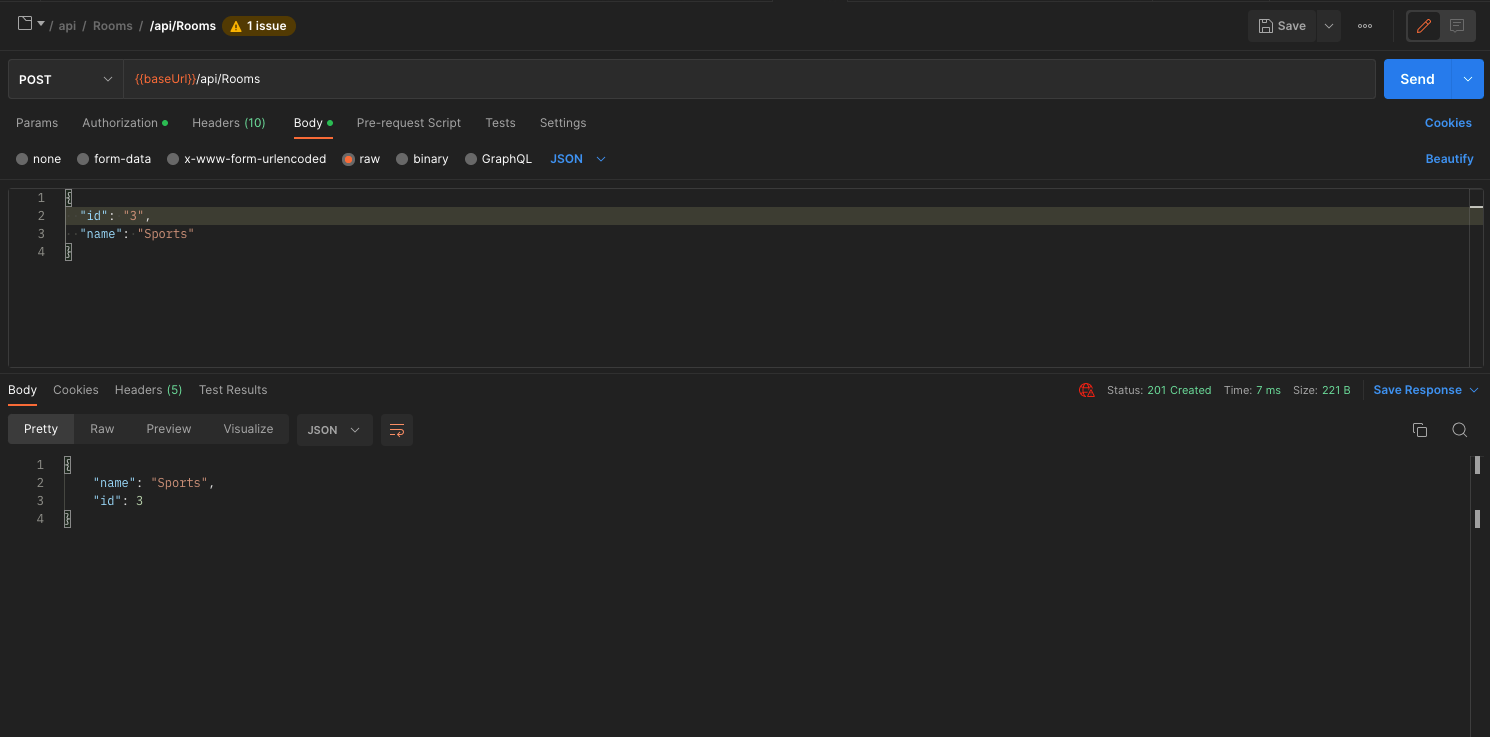 / api / Rooms / /api/Rooms 1 issue Save
POST {{baseUrl}}/api/Rooms Send
Params Authorization Headers (10) Body Pre-request Script Tests Settings Cookies
none form-data x-www-form-urlencoded raw binary GraphQL JSON Beautify
1 {
2 "id": "3",
3 "name": "Sports"
4 }
Body Cookies Headers (5) Test Results Status: 201 Created Time: 7 ms Size: 221 B Save Response
Pretty Raw Preview Visualize JSON
1 {
2 "name": "Sports",
3 "id": 3
4 }